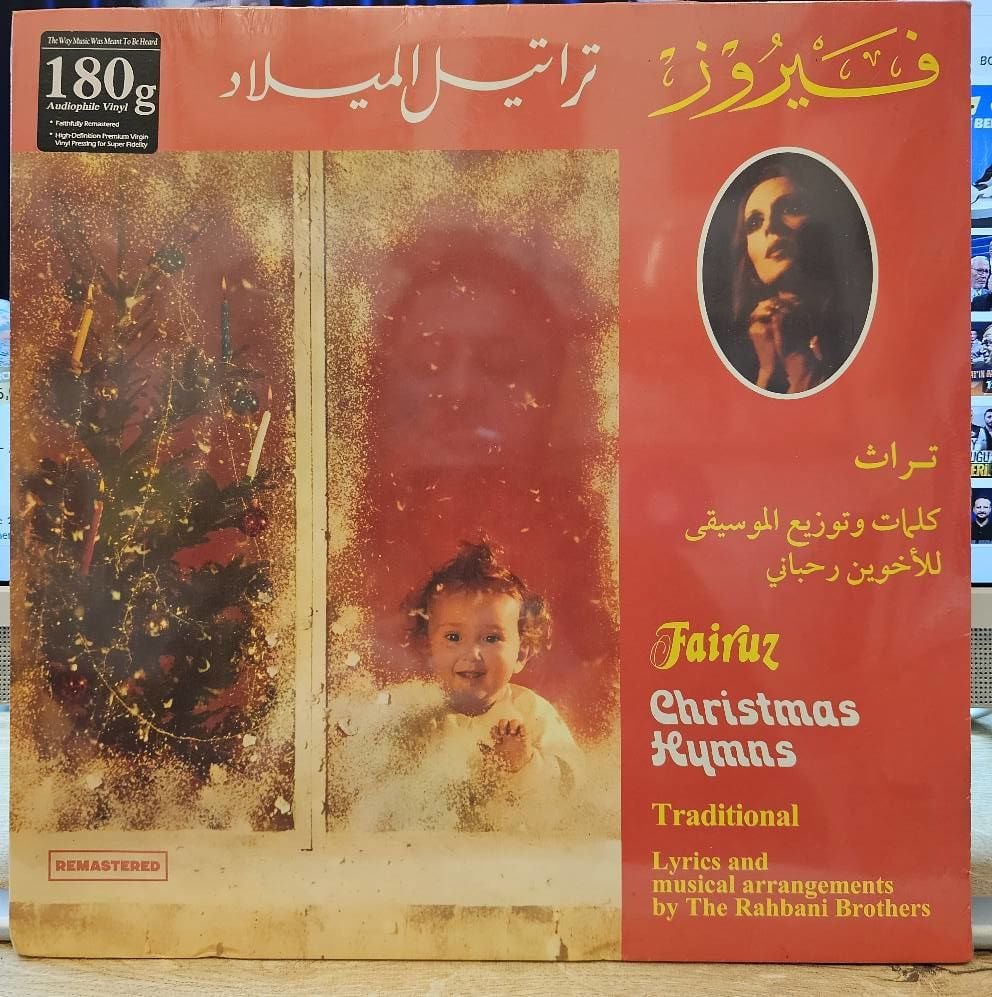 The Way Music Was Meant To Be Heard
180g
Audiophile Vinyl
* Faithfully Remastered
* High-Definition Premium Virgin
Vinyl Pressing for Super Fidelity
فَيْرُوز
تراتيل الميلاد
تراث
كلمات وتوزيع الموسيقى
للأخوين رحباني
Fairuz
Christmas
Hymns
Traditional
Lyrics and
musical arrangements
by The Rahbani Brothers
REMASTERED